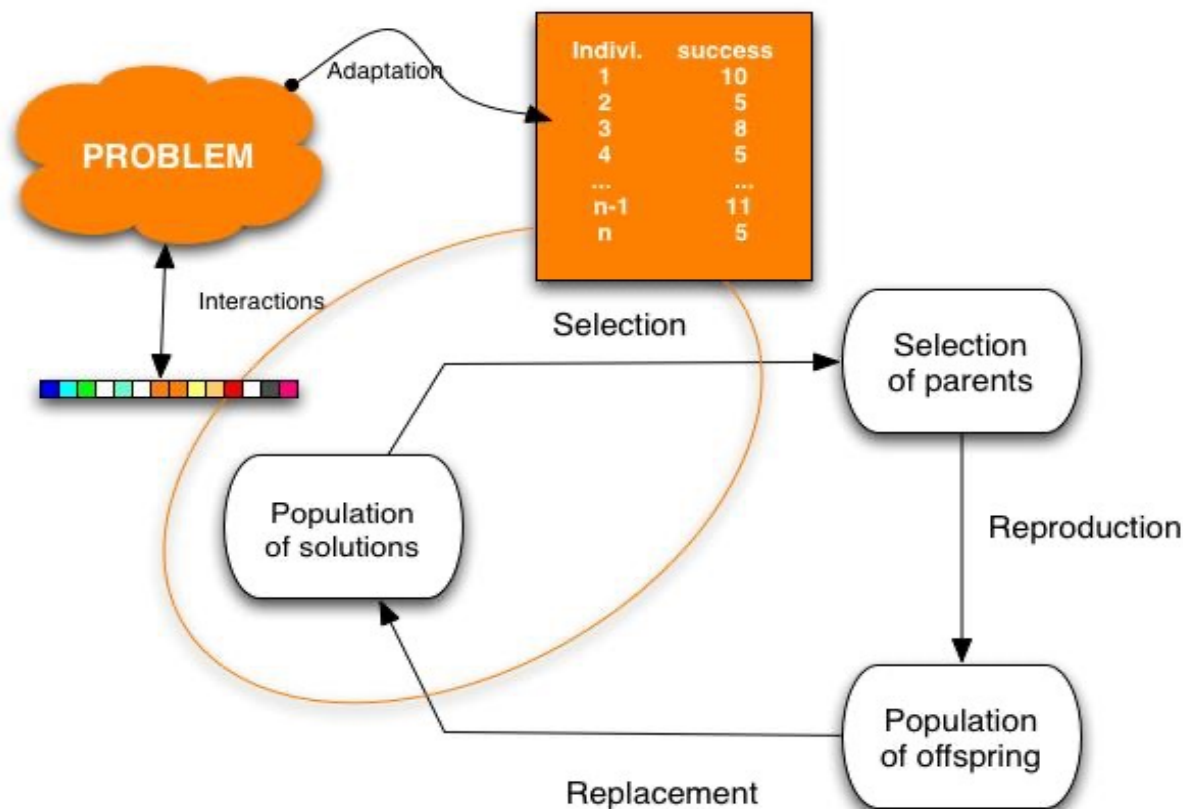 PROBLEM
Adaptation
Indivi. success
1 10
2 5
3 8
4 5
... ...
n-1 11
n 5
Interactions
Selection
Selection
of parents
Population
of solutions
Reproduction
Population
of offspring
Replacement